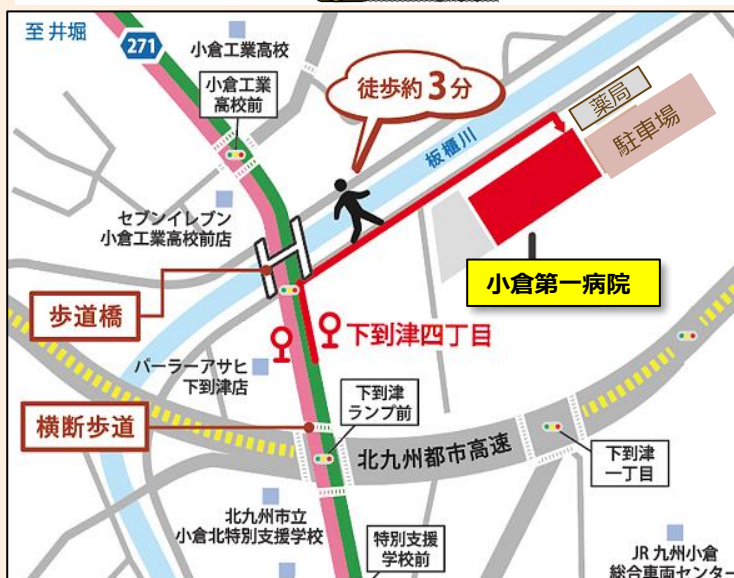 至 井堀
271
小倉工業高校
小倉工業
高校前
徒歩約3分
薬局
駐車場
板櫃川
セブンイレブン
小倉工業高校前店
小倉第一病院
歩道橋
下到津四丁目
パーラーアサヒ
下到津店
下到津
ランプ前
横断歩道
北九州都市高速
下到津
一丁目
北九州市立
小倉北特別支援学校
特別支援
学校前
JR 九州小倉
総合車両センター